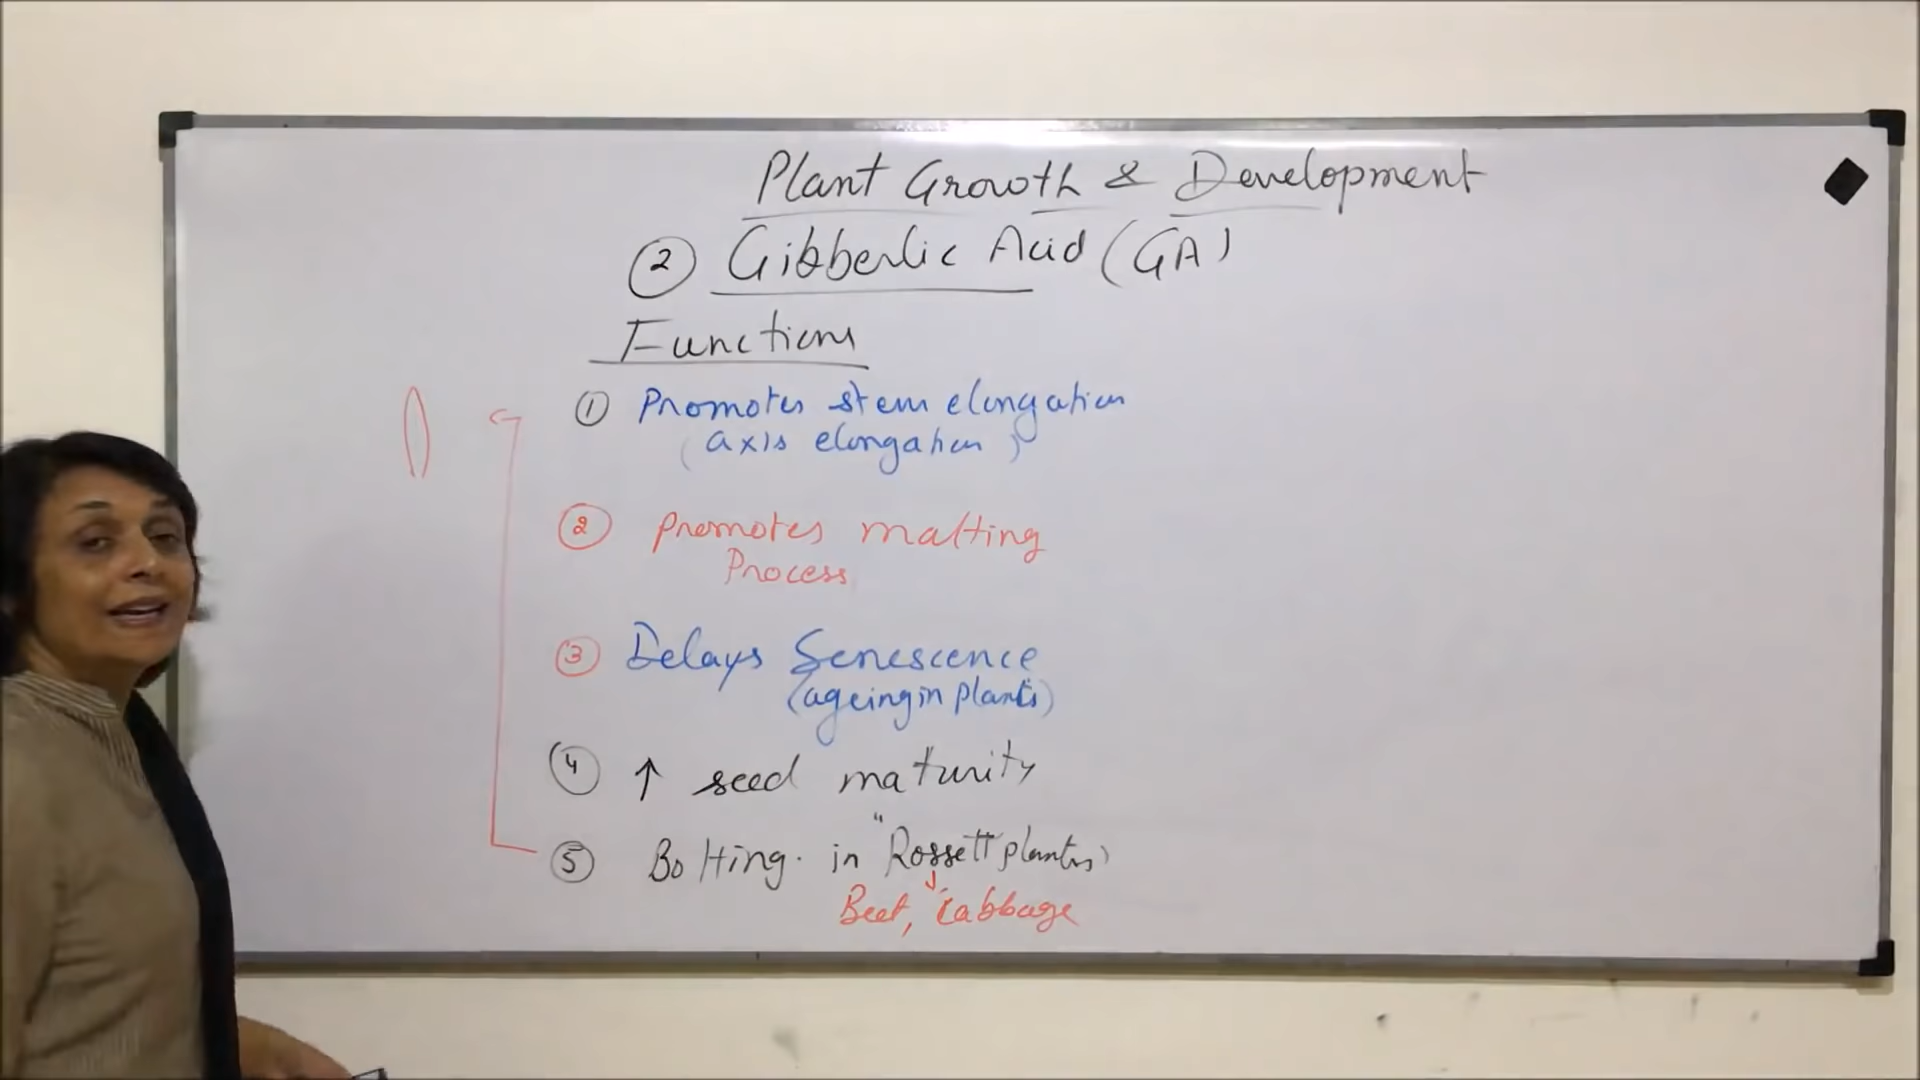 Plant Growth & Development
② Gibberlic Acid (GA)
Functions
① Promotes stem elongation
(axis elongation)
② Promotes malting
Process
③ Delays Senescence
(ageing in plants)
④ ↑ seed maturity
⑤ Bolting. in "Rossett plants)
Beet, Cabbage